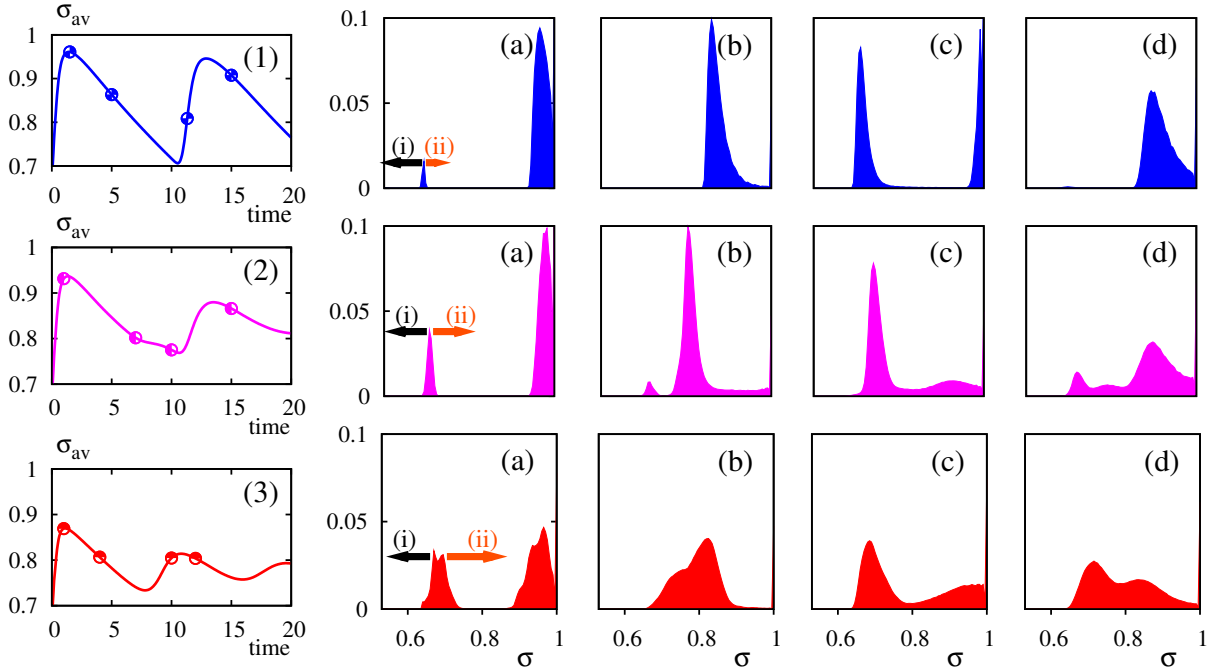 σav
1
0.9
0.8
0.7
0 5 10 15 20
time
(1)
0.1
0.05
0
(i) (ii)
(a)
(b)
(c)
(d)
σav
1
0.9
0.8
0.7
0 5 10 15 20
time
(2)
0.1
0.05
0
(i) (ii)
(a)
(b)
(c)
(d)
σav
1
0.9
0.8
0.7
0 5 10 15 20
time
(3)
0.1
0.05
0
(i) (ii)
(a)
(b)
(c)
(d)
0.6 0.8 1
σ
0.6 0.8 1
σ
0.6 0.8 1
σ
0.6 0.8 1
σ